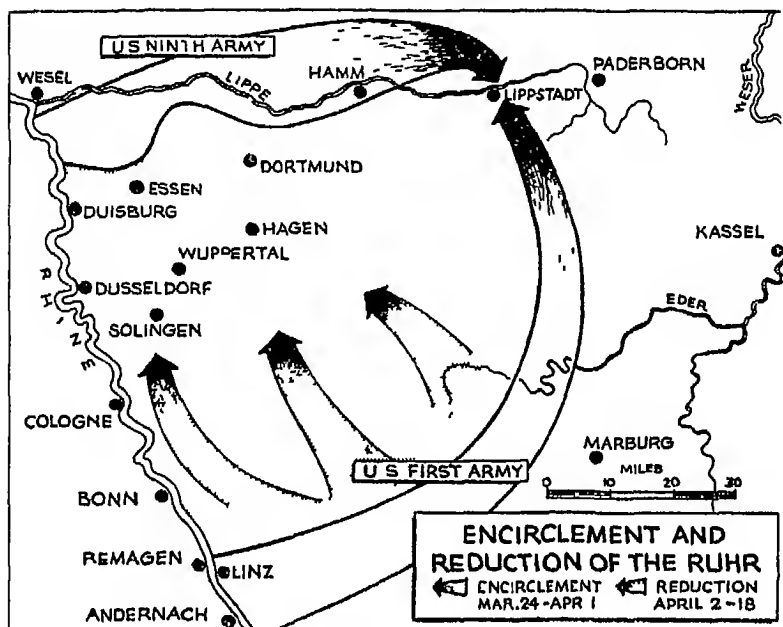 US NINTH ARMY
WESEL
LIPPE
HAMM
LIPPSTADT
PADERBORN
WESER
DORTMUND
ESSEN
DUISBURG
HAGEN
WUPPERTAL
KASSEL
DUSSELDORF
RHINE
SOLINGEN
EDER
COLOGNE
MARBURG
US FIRST ARMY
MILES
0 10 20 30
BONN
REMAGEN
LINZ
ANDERNACH
ENCIRCLEMENT AND
REDUCTION OF THE RUHR
ENCIRCLEMENT REDUCTION
MAR.24-APR 1 APRIL 2-18